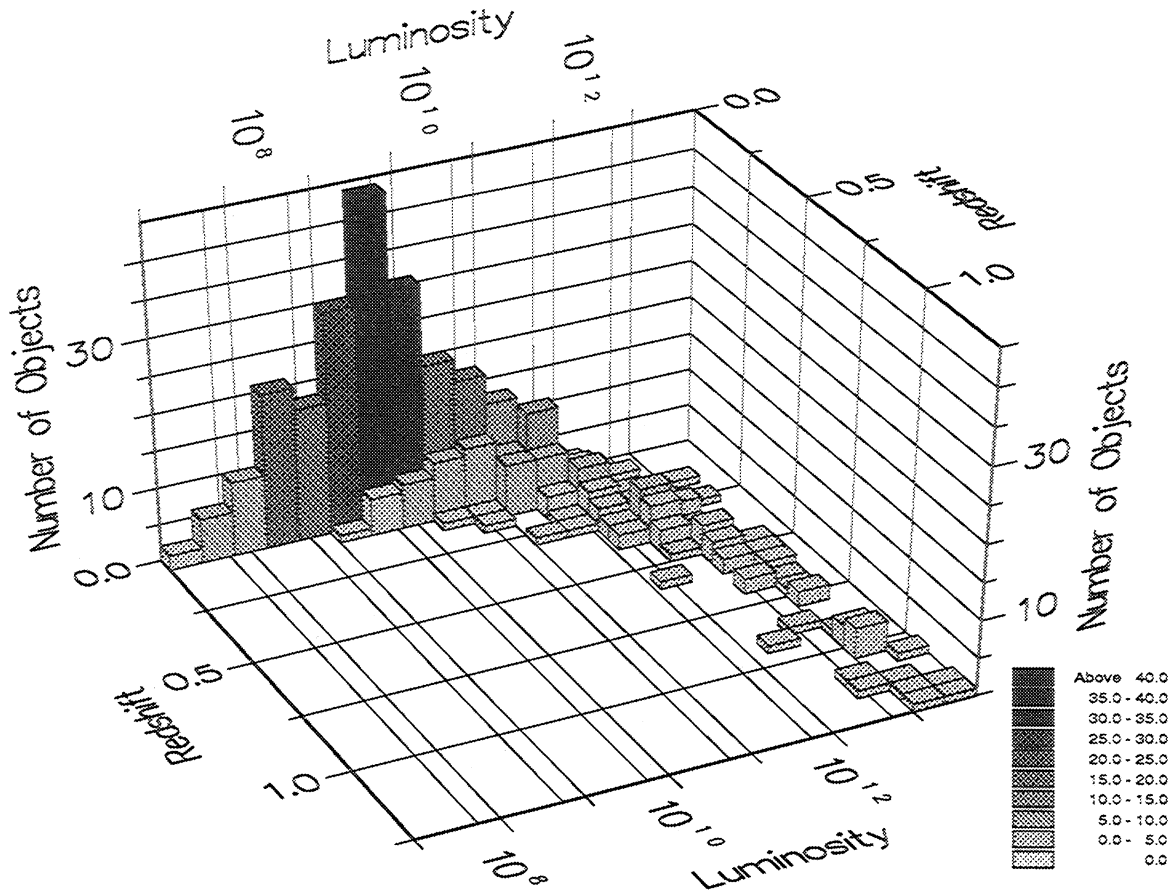 Luminosity
10⁸
10¹⁰
10¹²
0.0
0.5
1.0
Redshift
Number of Objects
30
10
0.0
Number of Objects
30
10
0.5
1.0
Redshift
10⁸
10¹⁰
10¹²
Luminosity
Above 40.0
35.0 - 40.0
30.0 - 35.0
25.0 - 30.0
20.0 - 25.0
15.0 - 20.0
10.0 - 15.0
5.0 - 10.0
0.0 - 5.0
0.0